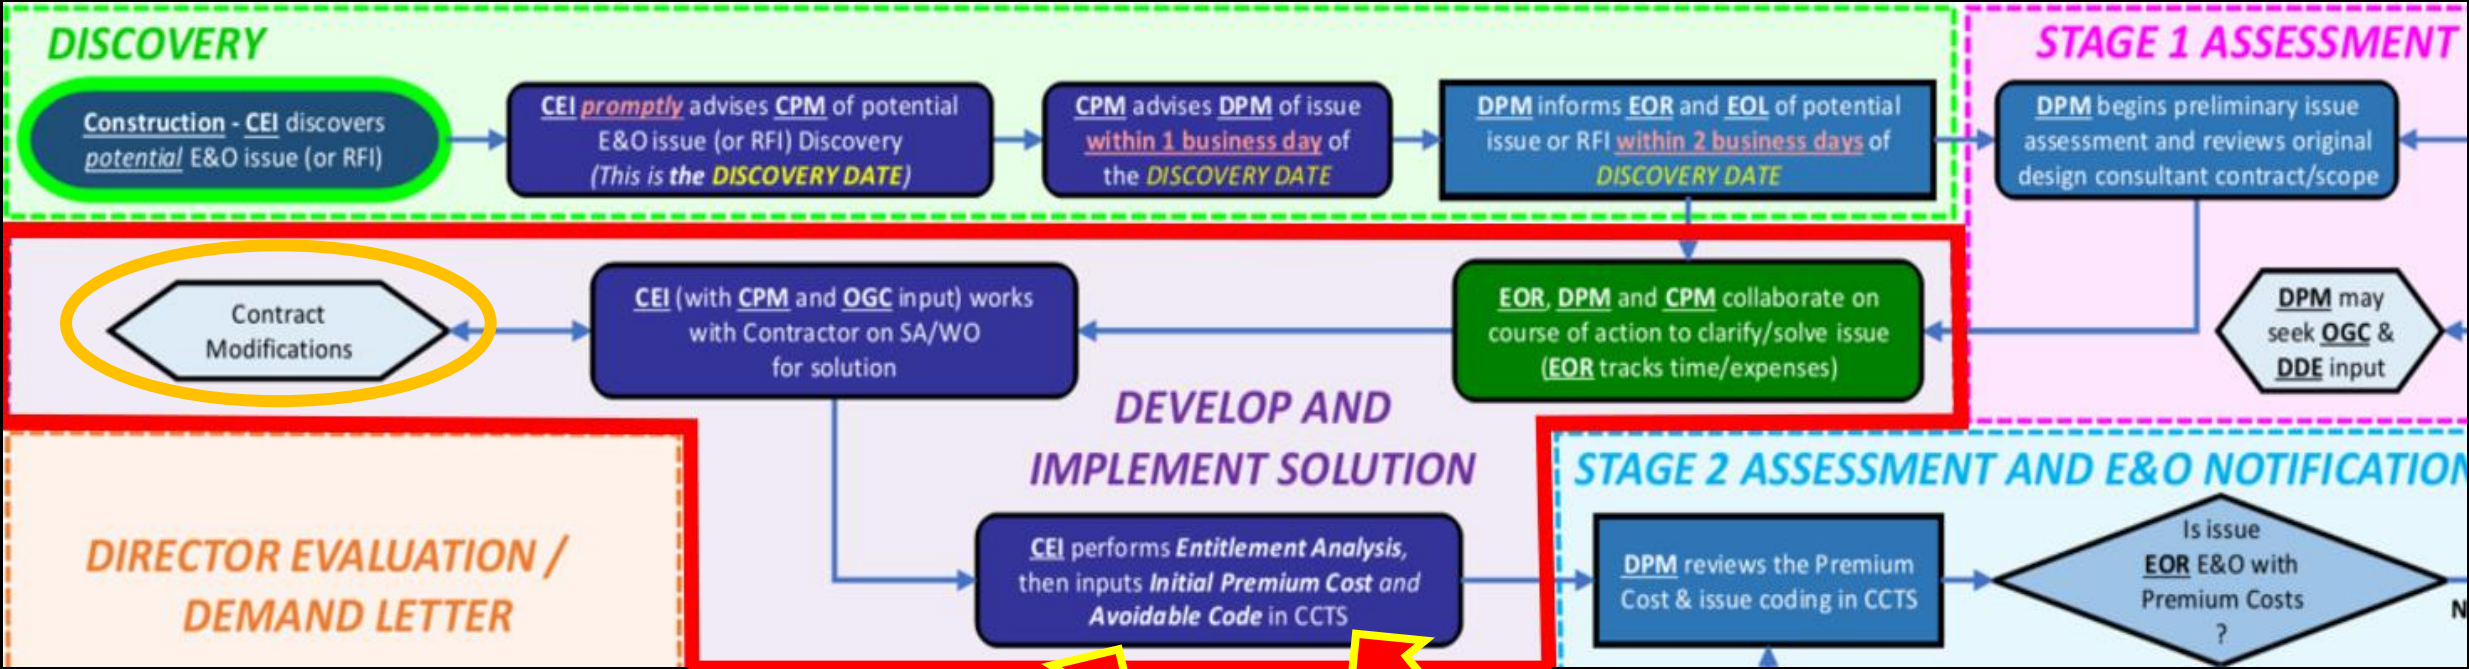 DISCOVERY
Construction - CEI discovers
potential E&O issue (or RFI)
CEI promptly advises CPM of potential
E&O issue (or RFI) Discovery
(This is the DISCOVERY DATE)
CPM advises DPM of issue
within 1 business day of
the DISCOVERY DATE
DPM informs EOR and EOL of potential
issue or RFI within 2 business days of
DISCOVERY DATE
STAGE 1 ASSESSMENT
DPM begins preliminary issue
assessment and reviews original
design consultant contract/scope
Contract
Modifications
CEI (with CPM and OGC input) works
with Contractor on SA/WO
for solution
EOR, DPM and CPM collaborate on
course of action to clarify/solve issue
(EOR tracks time/expenses)
DPM may
seek OGC &
DDE input
DEVELOP AND
IMPLEMENT SOLUTION
DIRECTOR EVALUATION /
DEMAND LETTER
CEI performs Entitlement Analysis,
then inputs Initial Premium Cost and
Avoidable Code in CCTS
STAGE 2 ASSESSMENT AND E&O NOTIFICATION
DPM reviews the Premium
Cost & issue coding in CCTS
Is issue
EOR E&O with
Premium Costs
?